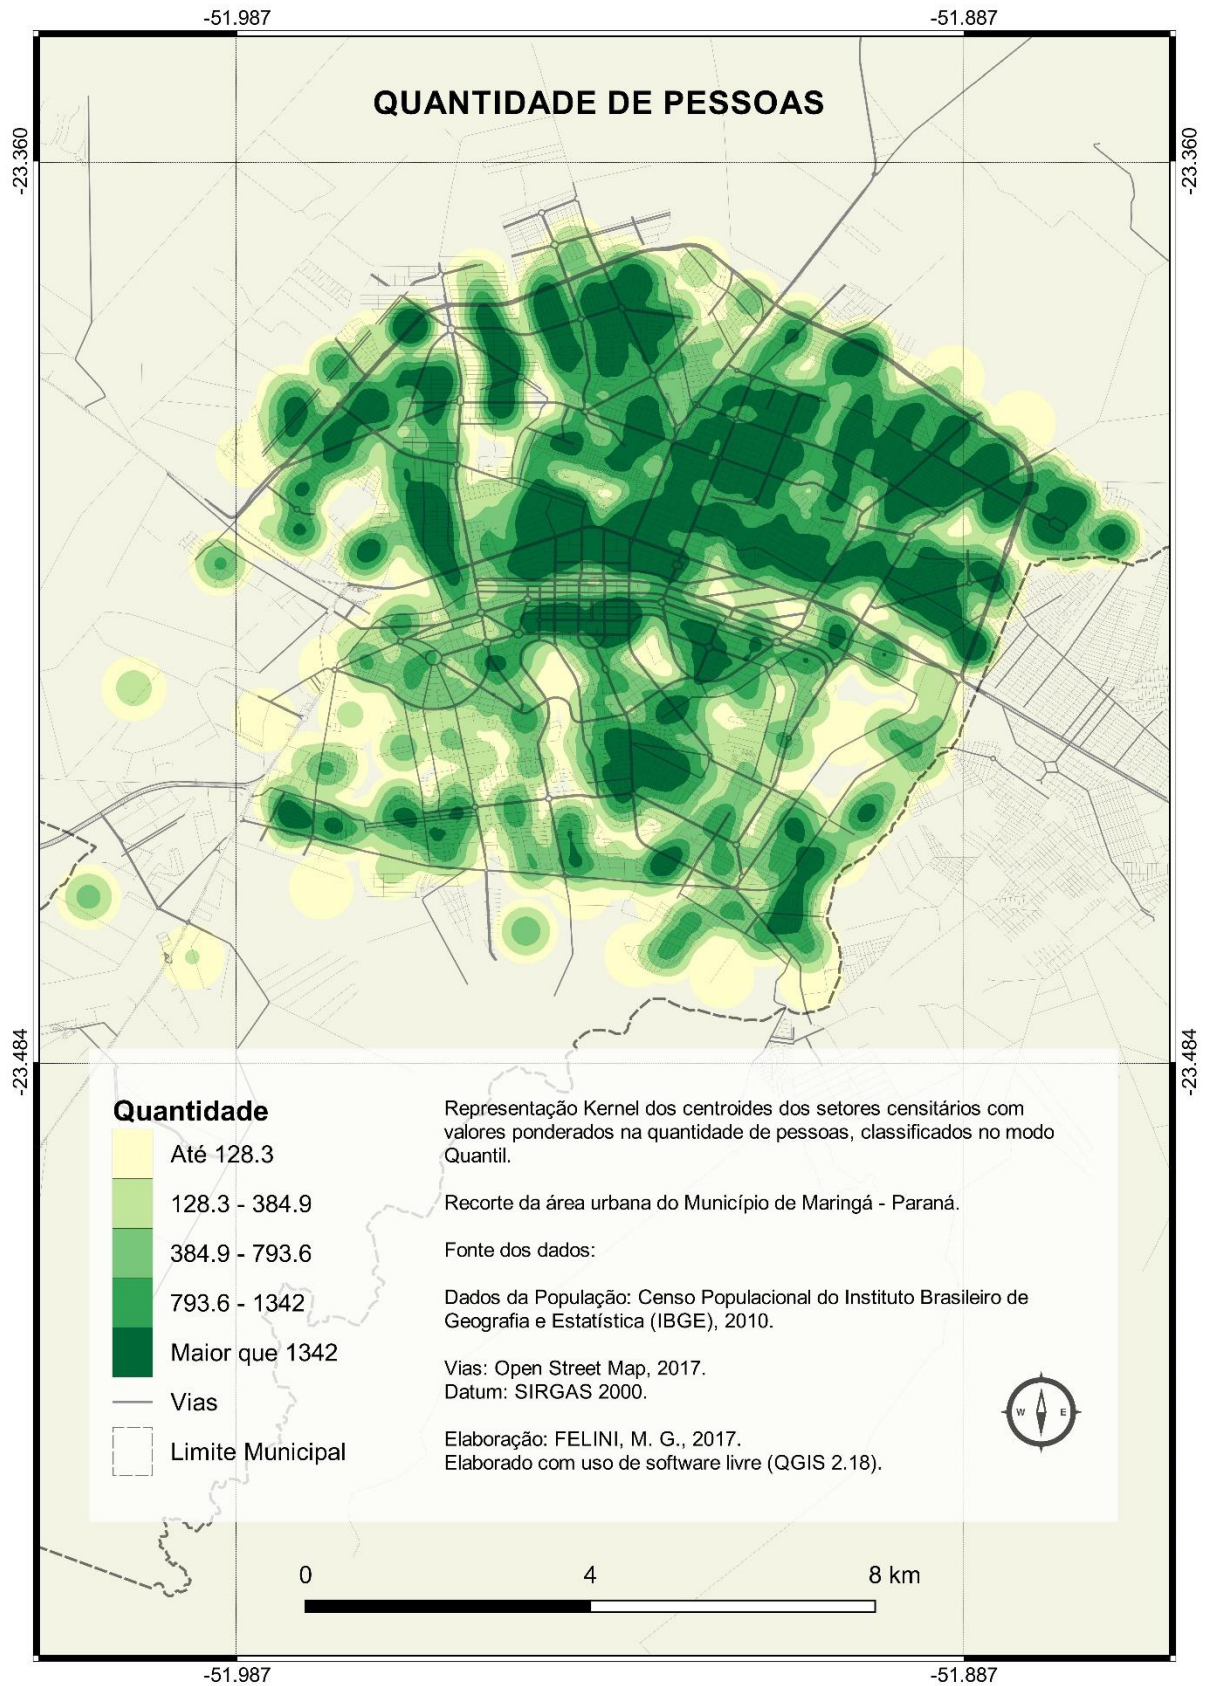 -51.987
-51.887
QUANTIDADE DE PESSOAS
-23.360
-23.360
-23.484
-23.484
Quantidade
Até 128.3
128.3 - 384.9
384.9 - 793.6
793.6 - 1342
Maior que 1342
Vias
Limite Municipal
Representação Kernel dos centroides dos setores censitários com
valores ponderados na quantidade de pessoas, classificados no modo
Quantil.
Recorte da área urbana do Município de Maringá - Paraná.
Fonte dos dados:
Dados da População: Censo Populacional do Instituto Brasileiro de
Geografia e Estatística (IBGE), 2010.
Vias: Open Street Map, 2017.
Datum: SIRGAS 2000.
Elaboração: FELINI, M. G., 2017.
Elaborado com uso de software livre (QGIS 2.18).
W E
0 4 8 km
-51.987
-51.887